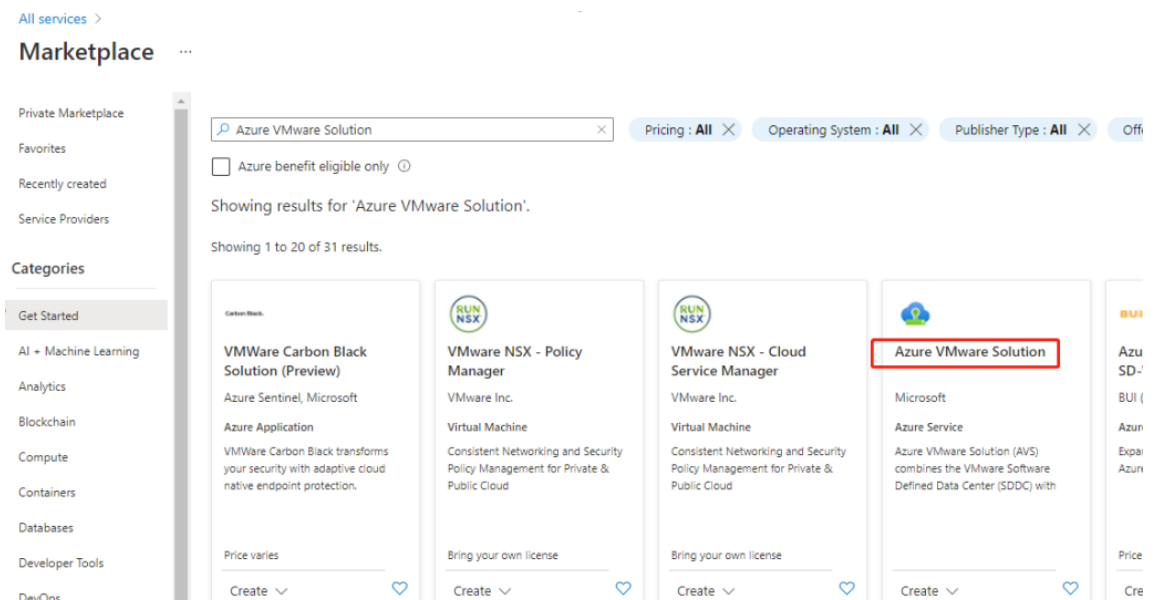 All services >
Marketplace ...
Private Marketplace
Favorites
Recently created
Service Providers
Categories
Get Started
AI + Machine Learning
Analytics
Blockchain
Compute
Containers
Databases
Developer Tools
DevOps
Azure VMware Solution
Pricing : All
Operating System : All
Publisher Type : All
Azure benefit eligible only
Showing results for 'Azure VMware Solution'.
Showing 1 to 20 of 31 results.
Carbon Black.
VMWare Carbon Black
Solution (Preview)
Azure Sentinel, Microsoft
Azure Application
VMWare Carbon Black transforms
your security with adaptive cloud
native endpoint protection.
Price varies
Create
RUN
NSX
VMware NSX - Policy
Manager
VMware Inc.
Virtual Machine
Consistent Networking and Security
Policy Management for Private &
Public Cloud
Bring your own license
Create
RUN
NSX
VMware NSX - Cloud
Service Manager
VMware Inc.
Virtual Machine
Consistent Networking and Security
Policy Management for Private &
Public Cloud
Bring your own license
Create
Azure VMware Solution
Microsoft
Azure Service
Azure VMware Solution (AVS)
combines the VMware Software
Defined Data Center (SDDC) with
Create
BUI
SD-
BUI (
Price